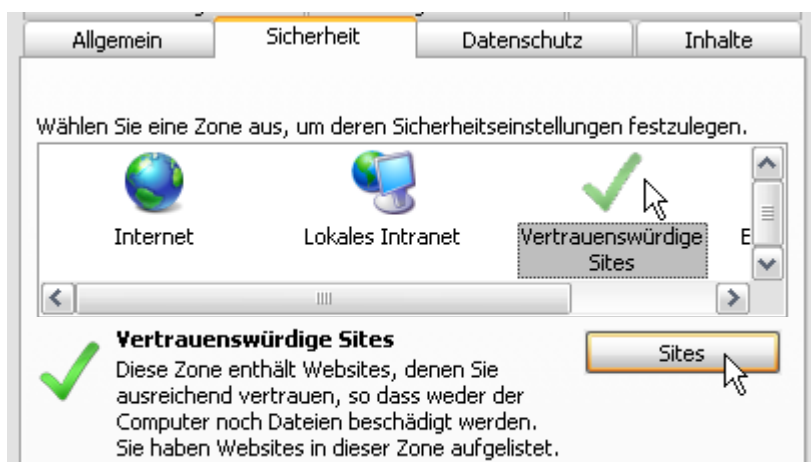 Allgemein Sicherheit Datenschutz Inhalte
Wählen Sie eine Zone aus, um deren Sicherheitseinstellungen festzulegen.
Internet Lokales Intranet Vertrauenswürdige
Sites
Vertrauenswürdige Sites
Sites
Diese Zone enthält Websites, denen Sie
ausreichend vertrauen, so dass weder der
Computer noch Dateien beschädigt werden.
Sie haben Websites in dieser Zone aufgelistet.